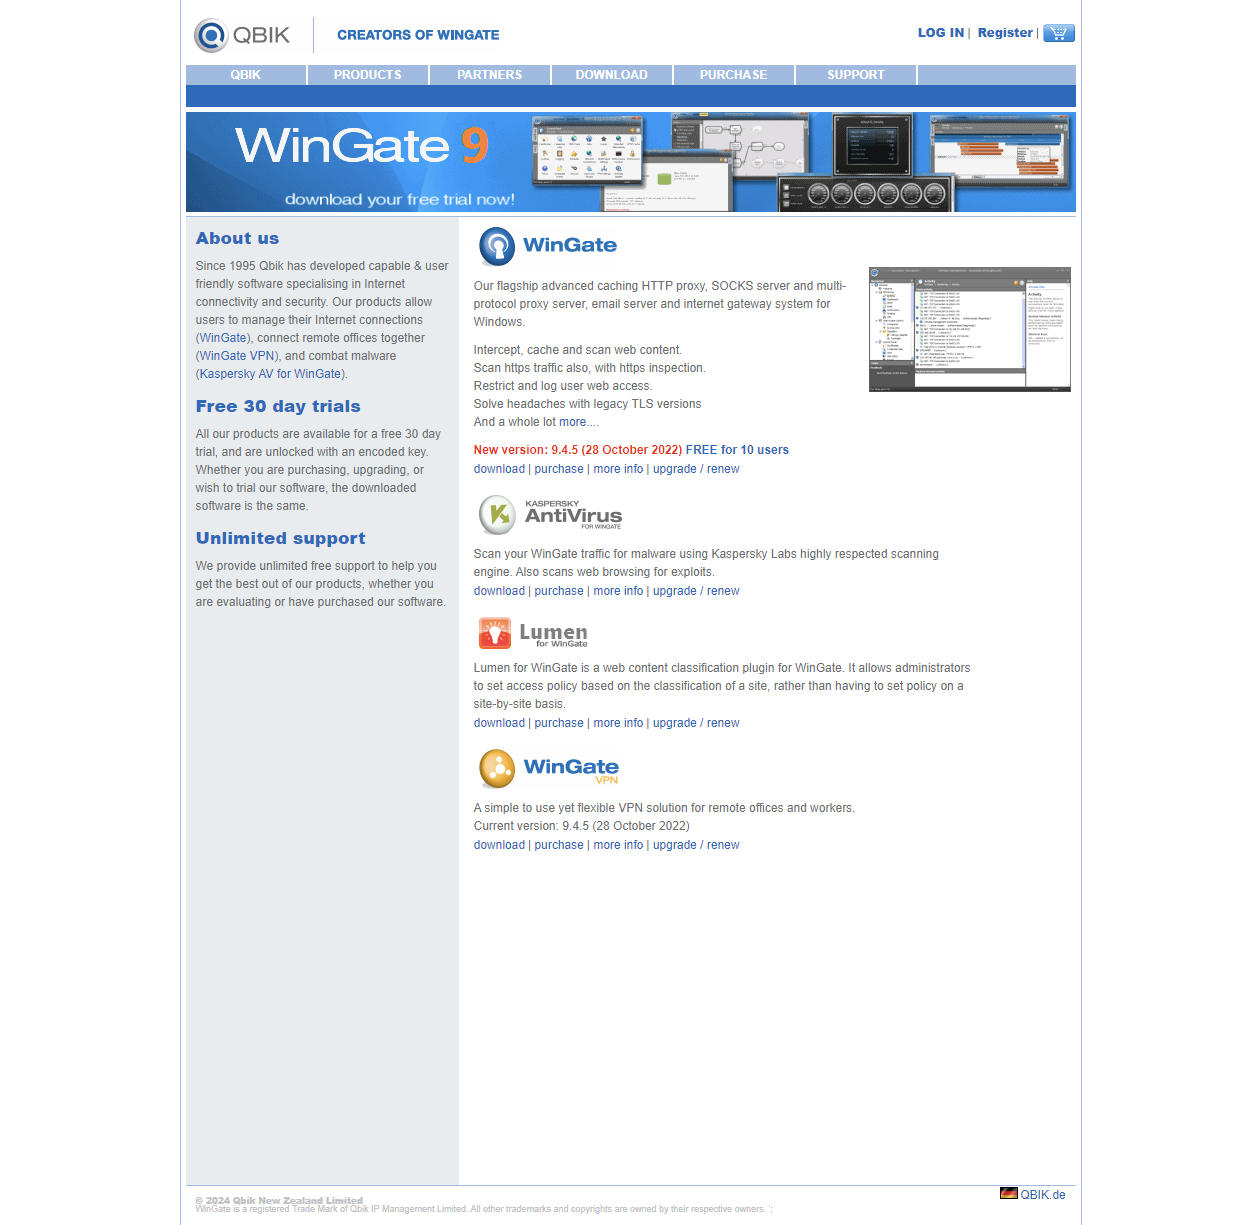 QBIK
CREATORS OF WINGATE
LOG IN | Register |
QBIK PRODUCTS PARTNERS DOWNLOAD PURCHASE SUPPORT
WinGate 9
download your free trial now!
About us
Since 1995 Qbik has developed capable & user
friendly software specialising in Internet
connectivity and security. Our products allow
users to manage their Internet connections
(WinGate), connect remote offices together
(WinGate VPN), and combat malware
(Kaspersky AV for WinGate).
Free 30 day trials
All our products are available for a free 30 day
trial, and are unlocked with an encoded key.
Whether you are purchasing, upgrading, or
wish to trial our software, the downloaded
software is the same.
Unlimited support
We provide unlimited free support to help you
get the best out of our products, whether you
are evaluating or have purchased our software.
WinGate
Our flagship advanced caching HTTP proxy, SOCKS server and multi-
protocol proxy server, email server and internet gateway system for
Windows.
Intercept, cache and scan web content.
Scan https traffic also, with https inspection.
Restrict and log user web access.
Solve headaches with legacy TLS versions
And a whole lot more....
New version: 9.4.5 (28 October 2022) FREE for 10 users
download | purchase | more info | upgrade / renew
KASPERSKY
AntiVirus
FOR WINGATE
Scan your WinGate traffic for malware using Kaspersky Labs highly respected scanning
engine. Also scans web browsing for exploits.
download | purchase | more info | upgrade / renew
Lumen
for WinGate
Lumen for WinGate is a web content classification plugin for WinGate. It allows administrators
to set access policy based on the classification of a site, rather than having to set policy on a
site-by-site basis.
download | purchase | more info | upgrade / renew
WinGate
VPN
A simple to use yet flexible VPN solution for remote offices and workers.
Current version: 9.4.5 (28 October 2022)
download | purchase | more info | upgrade / renew
© 2024 Qbik New Zealand Limited
WinGate is a registered Trade Mark of Qbik IP Management Limited. All other trademarks and copyrights are owned by their respective owners. ';
QBIK.de